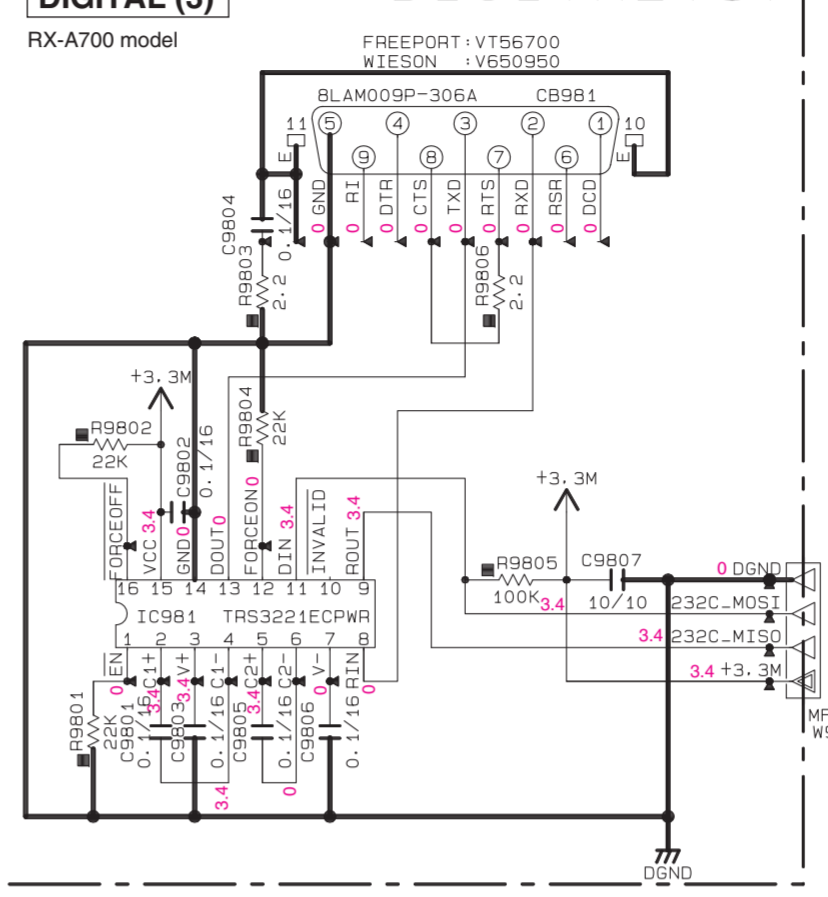 DIGITAL (3)
RX-A700 model
FREEPORT:VT56700
WIESON :V650950
8LAM009P-306A CB981
11 5 4 3 2 1 10
E 9 8 7 6 E
GND RI DTR CTS TXD RTS RXD RSR DCD
0 0 0 0 0 0 0 0
C9804 0.1/16
R9803 2.2
R9806 2.2
+3.3M
R9802 22K
C9802 0.1/16
R9804 22K
FORCEOFF VCC 3.4 GND 0 DOUT 0 FORCEON 0 DIN 3.4 INVALID ROUT 3.4
16 15 14 13 12 11 10 9
IC981 TRS3221ECPWR
1 2 3 4 5 6 7 8
EN C1+ V+ C1- C2+ C2- V- RIN
0 3.4 3.4 3.4 0 0
R9801 22K
C9801 0.1/16
C9803 0.1/16
C9805 0.1/16
C9806 0.1/16
3.4 0
+3.3M
R9805 100K
C9807 10/10
0 DGND
3.4 232C_MOSI
3.4 232C_MISO
3.4 +3.3M
DGND